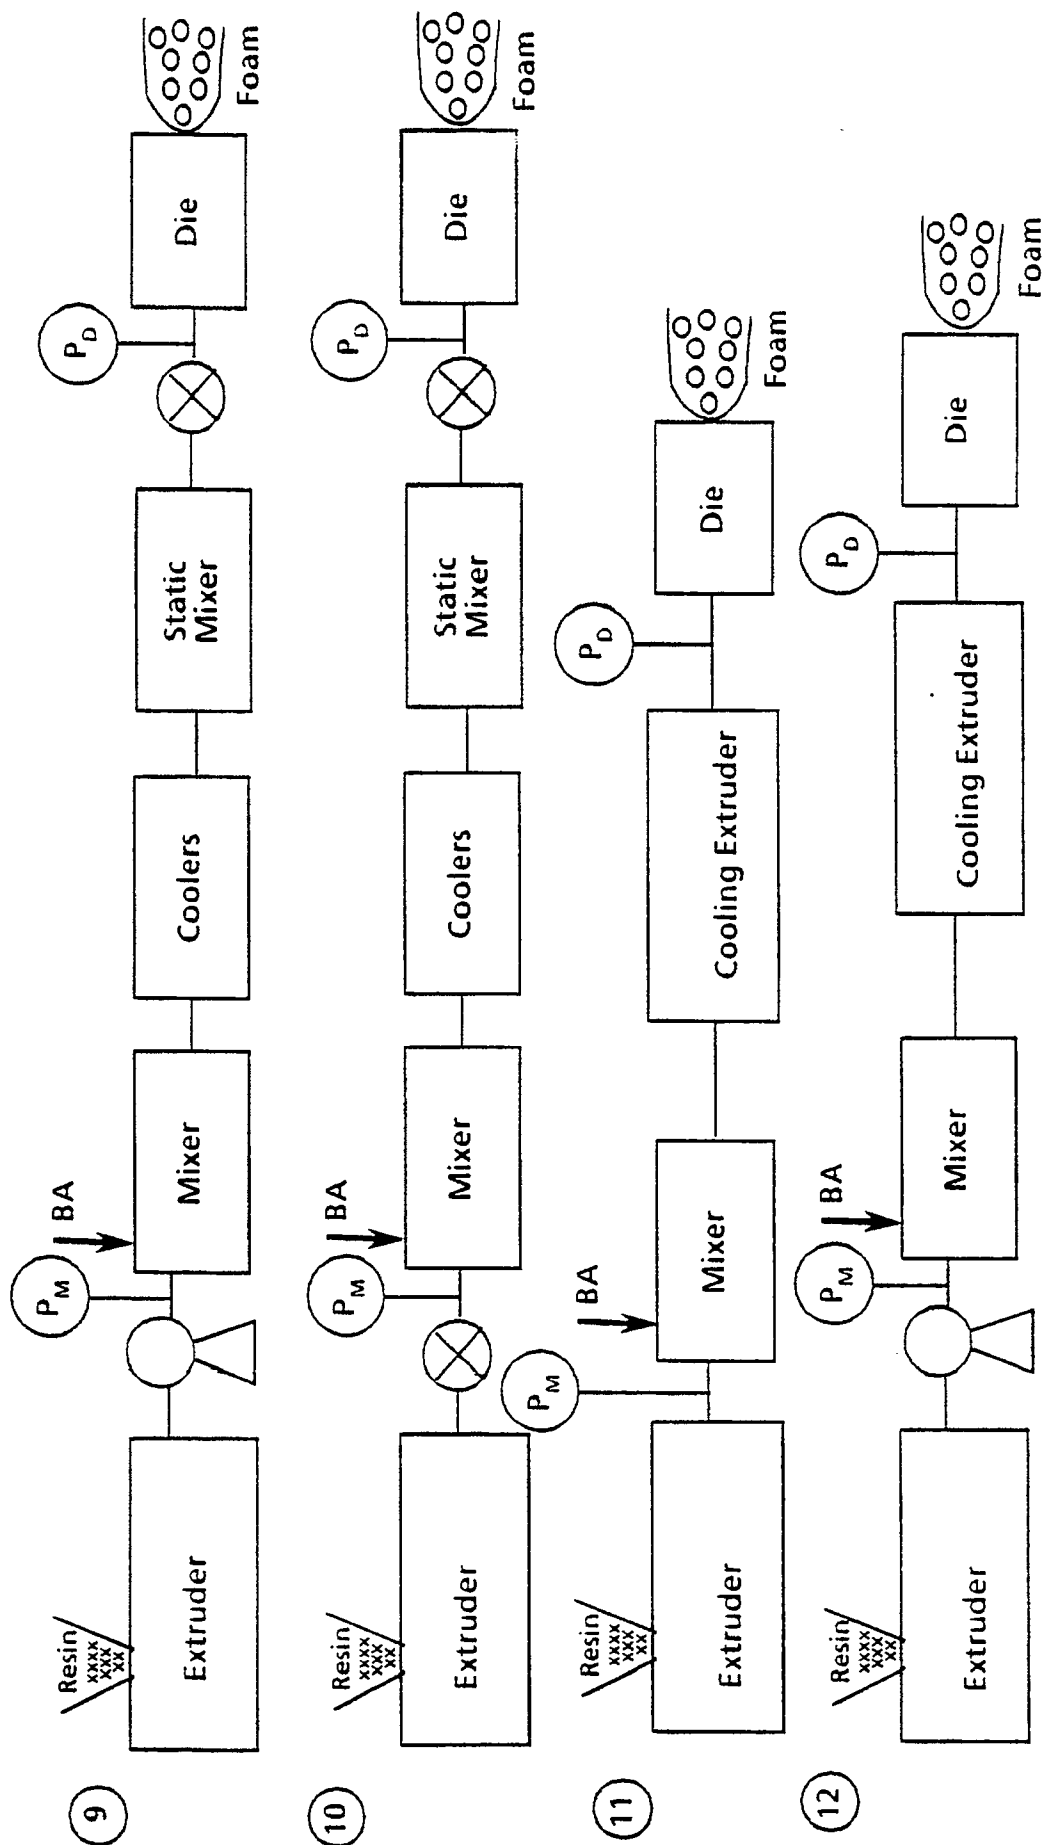 9
Resin
xxxx
xxx
xx
Extruder
P_M
BA
Mixer
Coolers
Static
Mixer
P_D
Die
Foam
10
Resin
xxxx
xxx
xx
Extruder
P_M
BA
Mixer
Coolers
Static
Mixer
P_D
Die
Foam
11
Resin
xxxx
xxx
xx
Extruder
P_M
BA
Mixer
Cooling Extruder
P_D
Die
Foam
12
Resin
xxxx
xxx
xx
Extruder
P_M
BA
Mixer
Cooling Extruder
P_D
Die
Foam